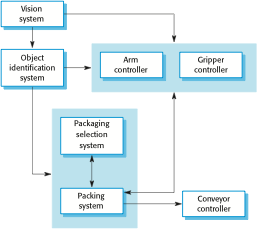 Vision
system
Object
identification
system
Arm
controller
Gripper
controller
Packaging
selection
system
Packing
system
Conveyor
controller